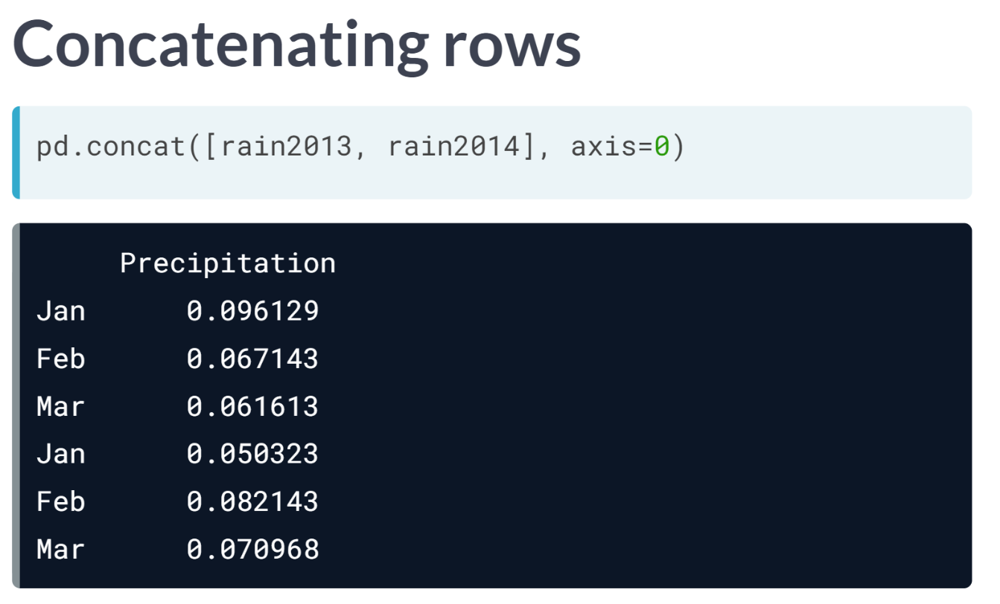 Concatenating rows
pd.concat([rain2013, rain2014], axis=0)
Precipitation
Jan 0.096129
Feb 0.067143
Mar 0.061613
Jan 0.050323
Feb 0.082143
Mar 0.070968